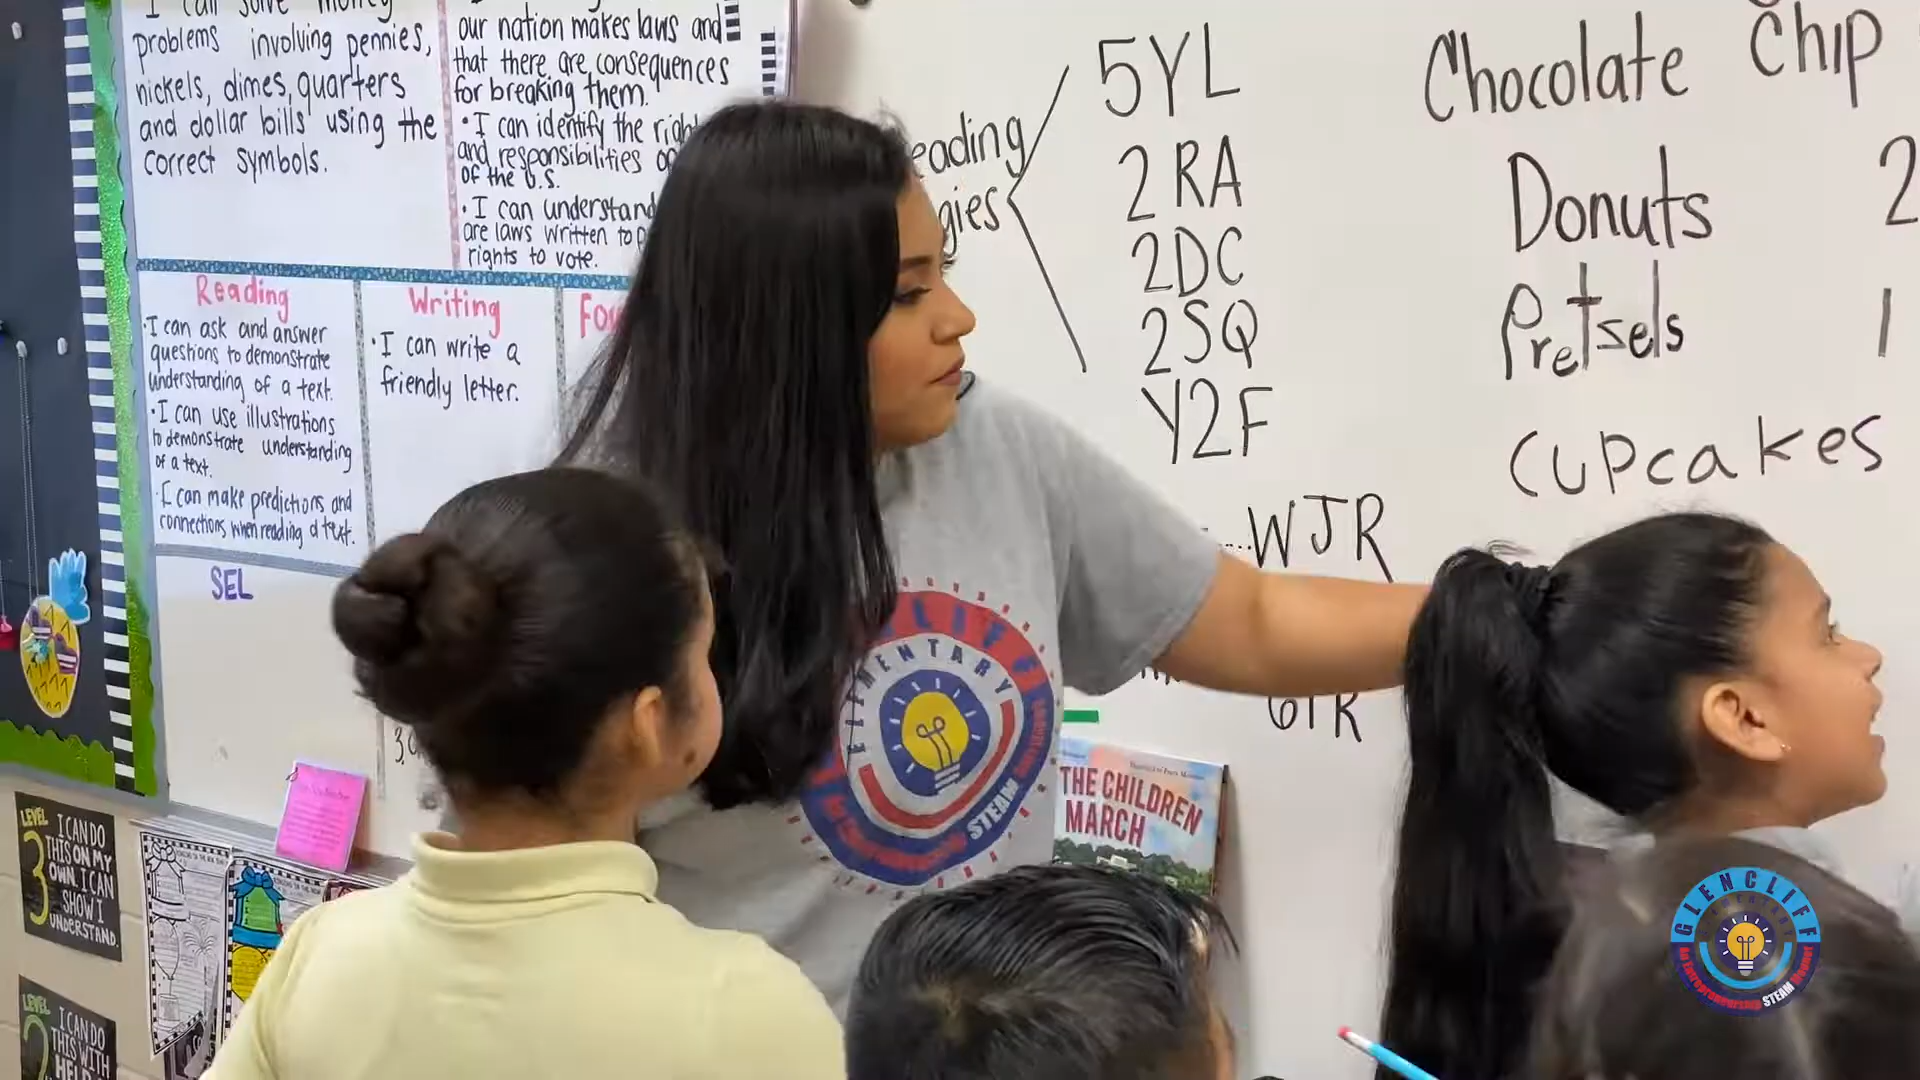 I can solve money
problems involving pennies,
nickels, dimes, quarters
and dollar bills using the
correct symbols.
our nation makes laws and
that there are consequences
for breaking them.
• I can identify the
and responsibilities
of the U.S.
• I can understand
are laws written to
rights to vote.
Reading
• I can ask and answer
questions to demonstrate
understanding of a text.
• I can use illustrations
to demonstrate understanding
of a text.
• I can make predictions and
connections when reading a text.
Writing
• I can write a
friendly letter.
SEL
5YL
2RA
2DC
2SQ
Y2F
WJR
Chocolate Chip
Donuts 2
Pretsels 1
cupcakes
THE CHILDREN
MARCH
STEAM
LEVEL
3
I CAN DO
THIS ON MY
OWN. I CAN
SHOW I
UNDERSTAND.
LEVEL
2
I CAN DO
THIS WITH
GLENCLIFF
ELEMENTARY
An Entrepreneurship STEAM Magnet